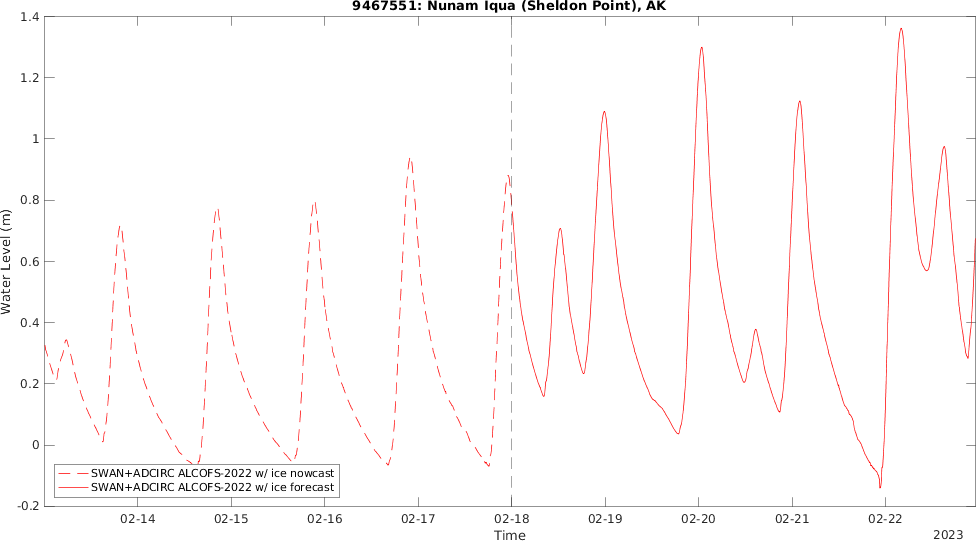 9467551: Nunam Iqua (Sheldon Point), AK
1.4
1.2
1
0.8
0.6
0.4
0.2
0
-0.2
Water Level (m)
SWAN+ADCIRC ALCOFS-2022 w/ ice nowcast
SWAN+ADCIRC ALCOFS-2022 w/ ice forecast
02-14 02-15 02-16 02-17 02-18 02-19 02-20 02-21 02-22
Time
2023